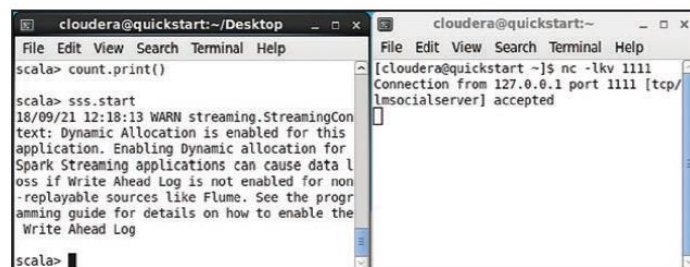 cloudera@quickstart:~/Desktop
File Edit View Search Terminal Help
scala> count.print()
scala> sss.start
18/09/21 12:18:13 WARN streaming.StreamingCon
text: Dynamic Allocation is enabled for this
application. Enabling Dynamic allocation for
Spark Streaming applications can cause data l
oss if Write Ahead Log is not enabled for non
-replayable sources like Flume. See the progr
amming guide for details on how to enable the
Write Ahead Log
scala>
cloudera@quickstart:~
File Edit View Search Terminal Help
[cloudera@quickstart ~]$ nc -lkv 1111
Connection from 127.0.0.1 port 1111 [tcp/
lmsocialserver] accepted